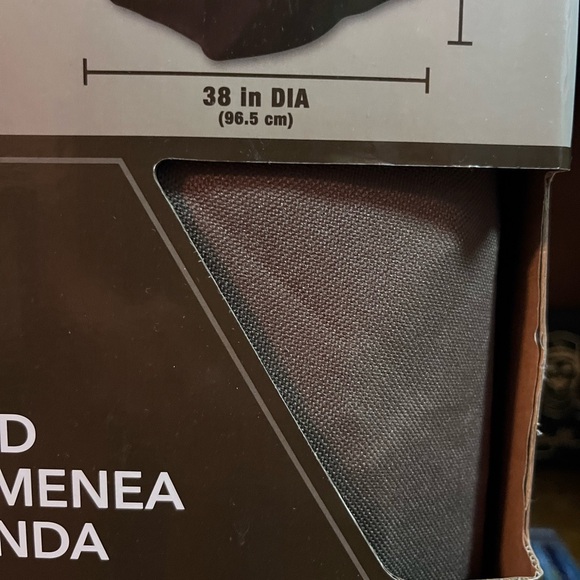 38 in DIA
(96.5 cm)
D
MENEA
NDA